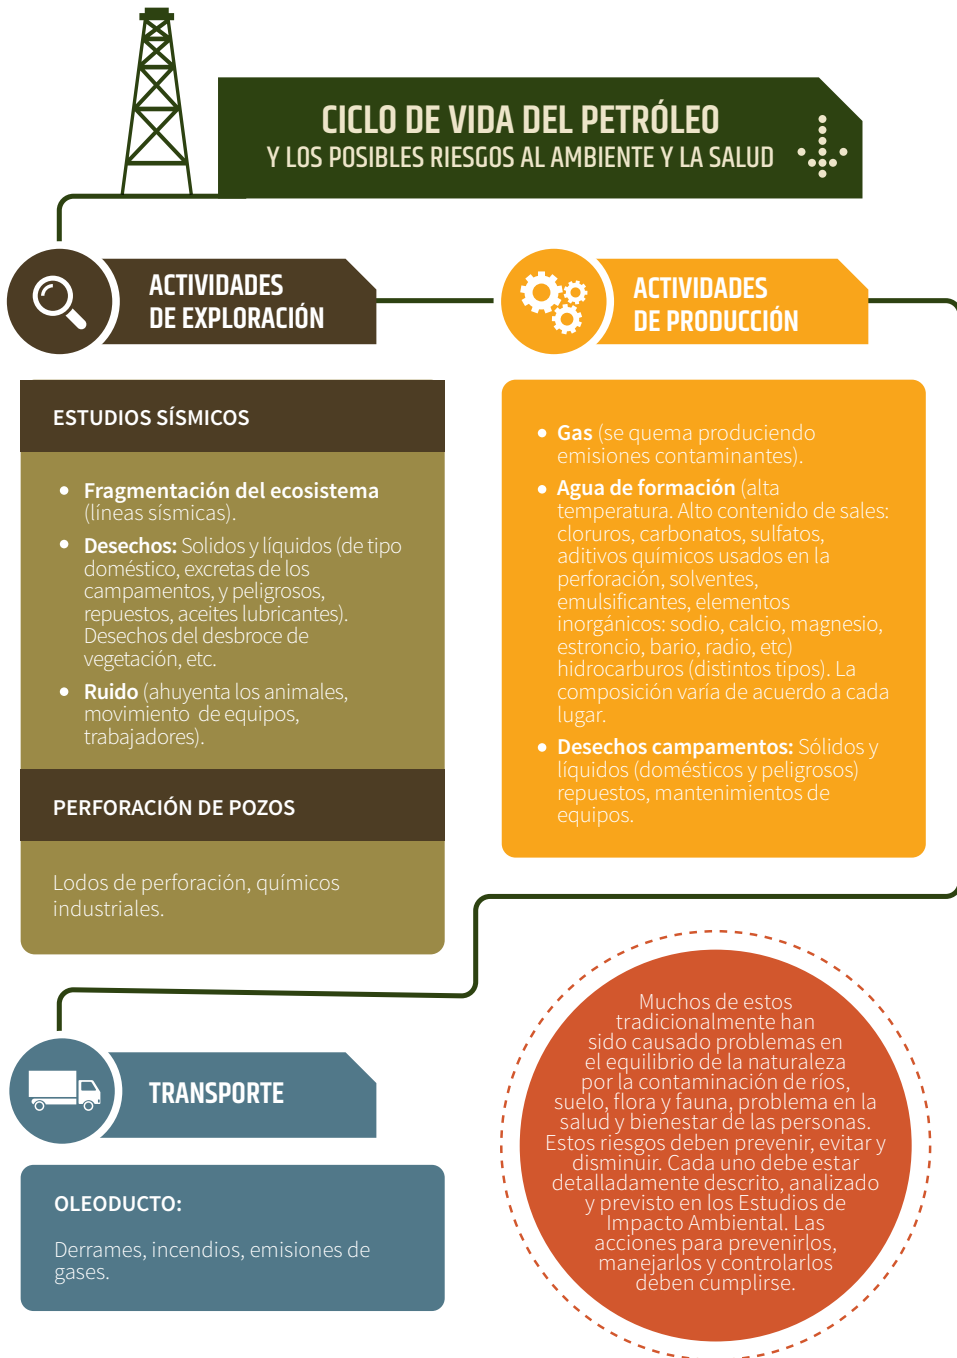 CICLO DE VIDA DEL PETRÓLEO
Y LOS POSIBLES RIESGOS AL AMBIENTE Y LA SALUD
ACTIVIDADES
DE EXPLORACIÓN
ESTUDIOS SÍSMICOS
• Fragmentación del ecosistema
(líneas sísmicas).
• Desechos: Solidos y líquidos (de tipo
doméstico, excretas de los
campamentos, y peligrosos,
repuestos, aceites lubricantes).
Desechos del desbroce de
vegetación, etc.
• Ruido (ahuyenta los animales,
movimiento de equipos,
trabajadores).
PERFORACIÓN DE POZOS
Lodos de perforación, químicos
industriales.
ACTIVIDADES
DE PRODUCCIÓN
• Gas (se quema produciendo
emisiones contaminantes).
• Agua de formación (alta
temperatura. Alto contenido de sales:
cloruros, carbonatos, sulfatos,
aditivos químicos usados en la
perforación, solventes,
emulsificantes, elementos
inorgánicos: sodio, calcio, magnesio,
estroncio, bario, radio, etc)
hidrocarburos (distintos tipos). La
composición varía de acuerdo a cada
lugar.
• Desechos campamentos: Sólidos y
líquidos (domésticos y peligrosos)
repuestos, mantenimientos de
equipos.
TRANSPORTE
OLEODUCTO:
Derrames, incendios, emisiones de
gases.
Muchos de estos
tradicionalmente han
sido causado problemas en
el equilibrio de la naturaleza
por la contaminación de ríos,
suelo, flora y fauna, problema en la
salud y bienestar de las personas.
Estos riesgos deben prevenir, evitar y
disminuir. Cada uno debe estar
detalladamente descrito, analizado
y previsto en los Estudios de
Impacto Ambiental. Las
acciones para prevenirlos,
manejarlos y controlarlos
deben cumplirse.